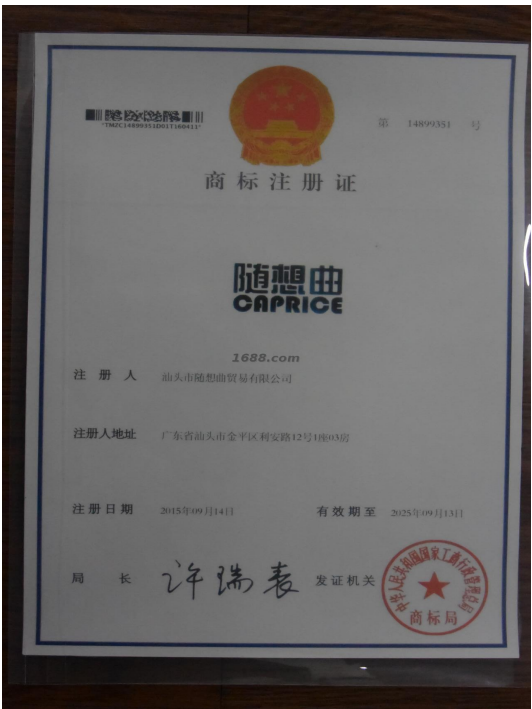 第 14899351 号
*TMZC14899351D01T160411*
商标注册证
随想曲
CAPRICE
1688.com
注册人 汕头市随想曲贸易有限公司
注册人地址 广东省汕头市金平区利安路12号1座03房
注册日期 2015年09月14日 有效期至 2025年09月13日
局长 许瑞表 发证机关
中华人民共和国国家工商行政管理总局
商标局